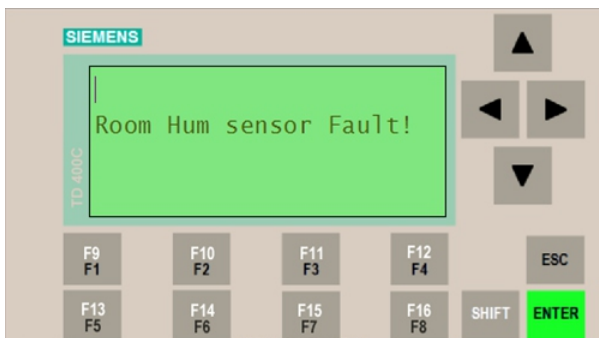 SIEMENS
Room Hum sensor Fault!
TD 400C
F9 F10 F11 F12
F1 F2 F3 F4
ESC
F13 F14 F15 F16
F5 F6 F7 F8
SHIFT ENTER